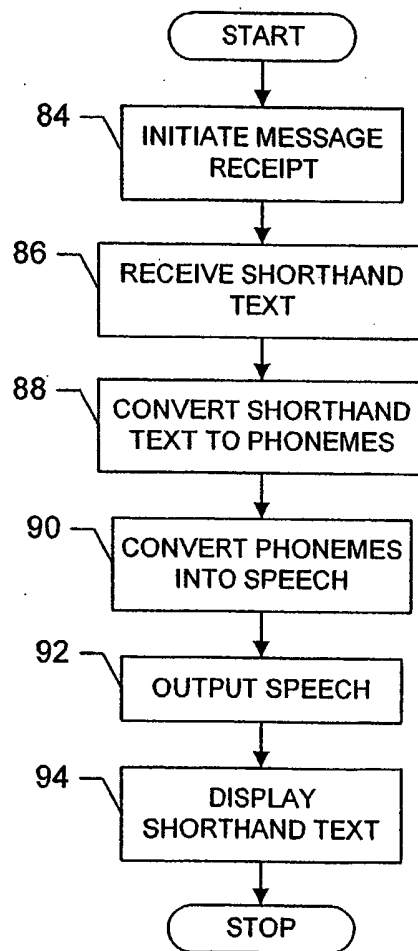 START
84
INITIATE MESSAGE
RECEIPT
86
RECEIVE SHORTHAND
TEXT
88
CONVERT SHORTHAND
TEXT TO PHONEMES
90
CONVERT PHONEMES
INTO SPEECH
92
OUTPUT SPEECH
94
DISPLAY
SHORTHAND TEXT
STOP